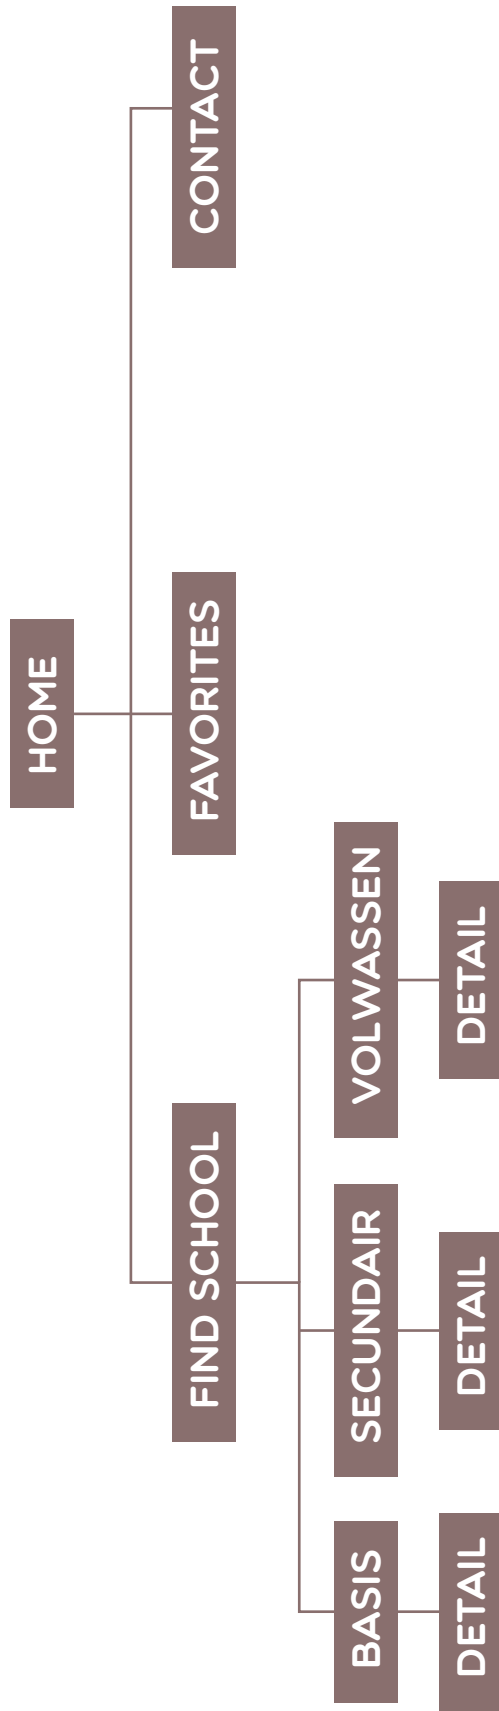 HOME
FIND SCHOOL
FAVORITES
CONTACT
BASIS
SECUNDAIR
VOLWASSEN
DETAIL
DETAIL
DETAIL